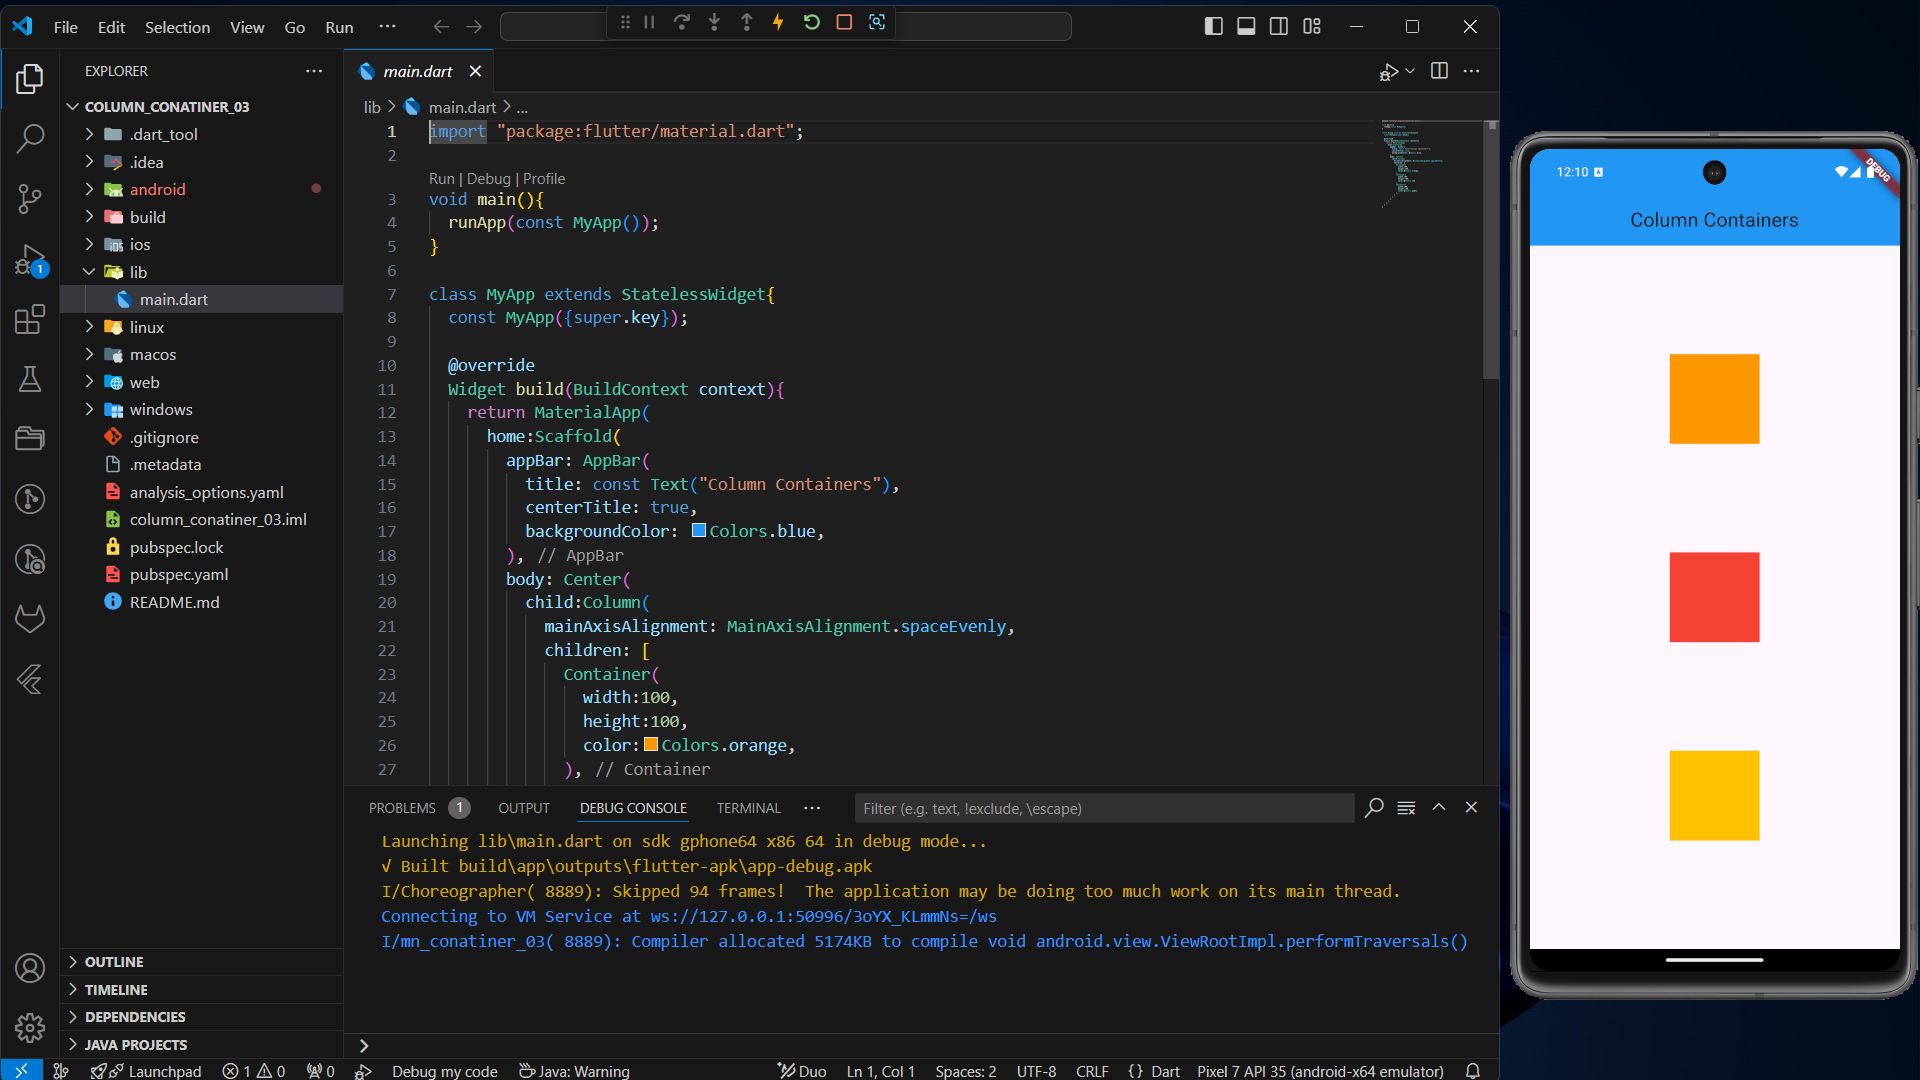 File Edit Selection View Go Run ···
EXPLORER
COLUMN_CONATINER_03
.dart_tool
.idea
android
build
ios
lib
main.dart
linux
macos
web
windows
.gitignore
.metadata
analysis_options.yaml
column_conatiner_03.iml
pubspec.lock
pubspec.yaml
README.md
OUTLINE
TIMELINE
DEPENDENCIES
JAVA PROJECTS
1
main.dart
lib > main.dart > ...
1 import "package:flutter/material.dart";
2
Run | Debug | Profile
3 void main(){
4 runApp(const MyApp());
5 }
6
7 class MyApp extends StatelessWidget{
8 const MyApp({super.key});
9
10 @override
11 Widget build(BuildContext context){
12 return MaterialApp(
13 home:Scaffold(
14 appBar: AppBar(
15 title: const Text("Column Containers"),
16 centerTitle: true,
17 backgroundColor: Colors.blue,
18 ), // AppBar
19 body: Center(
20 child:Column(
21 mainAxisAlignment: MainAxisAlignment.spaceEvenly,
22 children: [
23 Container(
24 width:100,
25 height:100,
26 color:Colors.orange,
27 ), // Container
PROBLEMS 1 OUTPUT DEBUG CONSOLE TERMINAL ··· Filter (e.g. text, !exclude, \escape)
Launching lib\main.dart on sdk gphone64 x86 64 in debug mode...
√ Built build\app\outputs\flutter-apk\app-debug.apk
I/Choreographer( 8889): Skipped 94 frames!  The application may be doing too much work on its main thread.
Connecting to VM Service at ws://127.0.0.1:50996/3oYX_KLmmNs=/ws
I/mn_conatiner_03( 8889): Compiler allocated 5174KB to compile void android.view.ViewRootImpl.performTraversals()
>
Launchpad 1 0 0 Debug my code Java: Warning Duo Ln 1, Col 1 Spaces: 2 UTF-8 CRLF {} Dart Pixel 7 API 35 (android-x64 emulator)
12:10
DEBUG
Column Containers